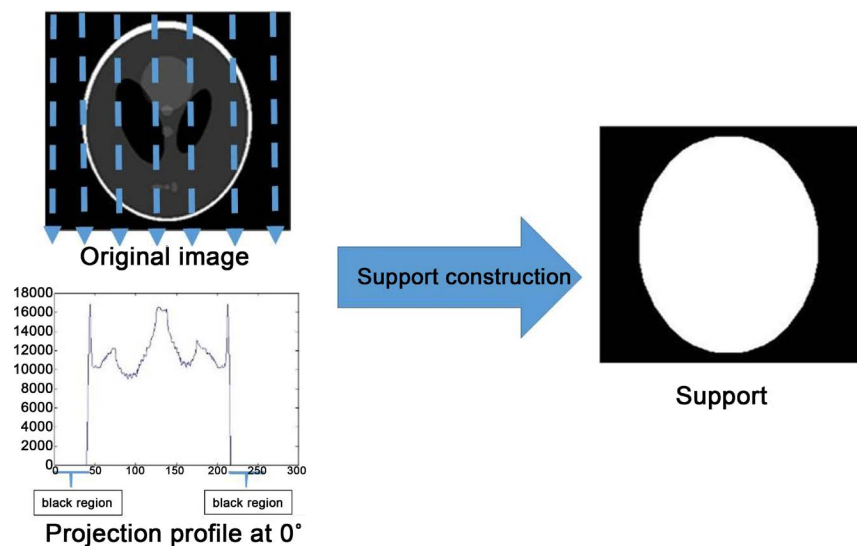 Original image
18000
16000
14000
12000
10000
8000
6000
4000
2000
0
0 50 100 150 200 250 300
black region black region
Projection profile at 0°
Support construction
Support